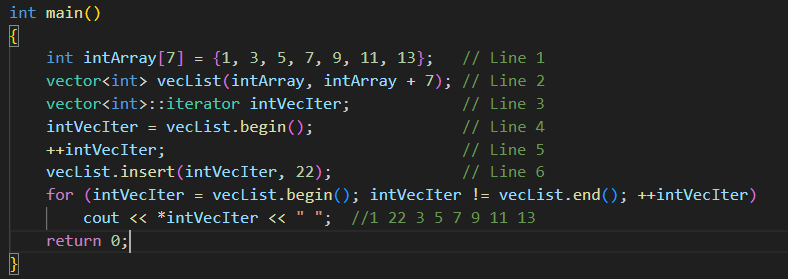 int main()
{
    int intArray[7] = {1, 3, 5, 7, 9, 11, 13};   // Line 1
    vector<int> vecList(intArray, intArray + 7); // Line 2
    vector<int>::iterator intVecIter;            // Line 3
    intVecIter = vecList.begin();                // Line 4
    ++intVecIter;                                // Line 5
    vecList.insert(intVecIter, 22);              // Line 6
    for (intVecIter = vecList.begin(); intVecIter != vecList.end(); ++intVecIter)
        cout << *intVecIter << " ";  //1 22 3 5 7 9 11 13
    return 0;
}